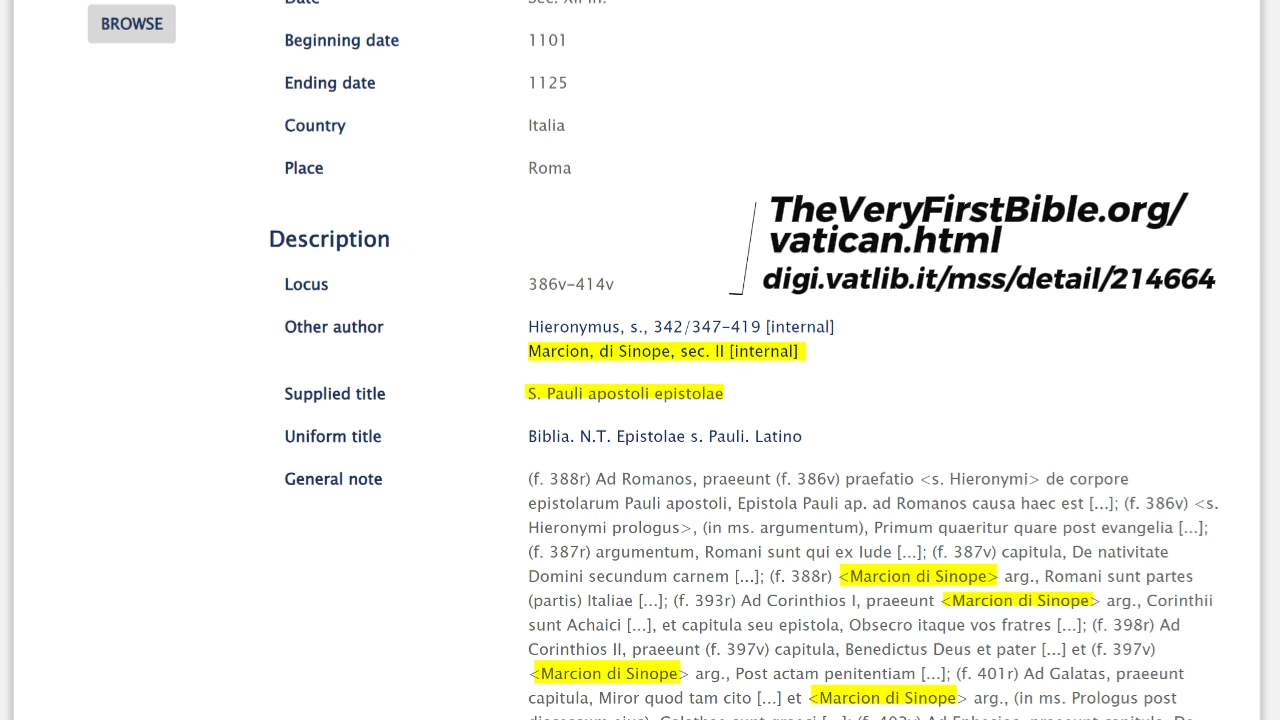 Date Sec. XII in.
BROWSE
Beginning date 1101
Ending date 1125
Country Italia
Place Roma
TheVeryFirstBible.org/
vatican.html
digi.vatlib.it/mss/detail/214664
Description
Locus 386v-414v
Other author Hieronymus, s., 342/347-419 [internal]
Marcion, di Sinope, sec. II [internal]
Supplied title S. Pauli apostoli epistolae
Uniform title Biblia. N.T. Epistolae s. Pauli. Latino
General note (f. 388r) Ad Romanos, praeeunt (f. 386v) praefatio <s. Hieronymi> de corpore
epistolarum Pauli apostoli, Epistola Pauli ap. ad Romanos causa haec est [...]; (f. 386v) <s.
Hieronymi prologus>, (in ms. argumentum), Primum quaeritur quare post evangelia [...];
(f. 387r) argumentum, Romani sunt qui ex Iude [...]; (f. 387v) capitula, De nativitate
Domini secundum carnem [...]; (f. 388r) <Marcion di Sinope> arg., Romani sunt partes
(partis) Italiae [...]; (f. 393r) Ad Corinthios I, praeeunt <Marcion di Sinope> arg., Corinthii
sunt Achaici [...], et capitula seu epistola, Obsecro itaque vos fratres [...]; (f. 398r) Ad
Corinthios II, praeeunt (f. 397v) capitula, Benedictus Deus et pater [...] et (f. 397v)
<Marcion di Sinope> arg., Post actam penitentiam [...]; (f. 401r) Ad Galatas, praeeunt
capitula, Miror quod tam cito [...] et <Marcion di Sinope> arg., (in ms. Prologus post